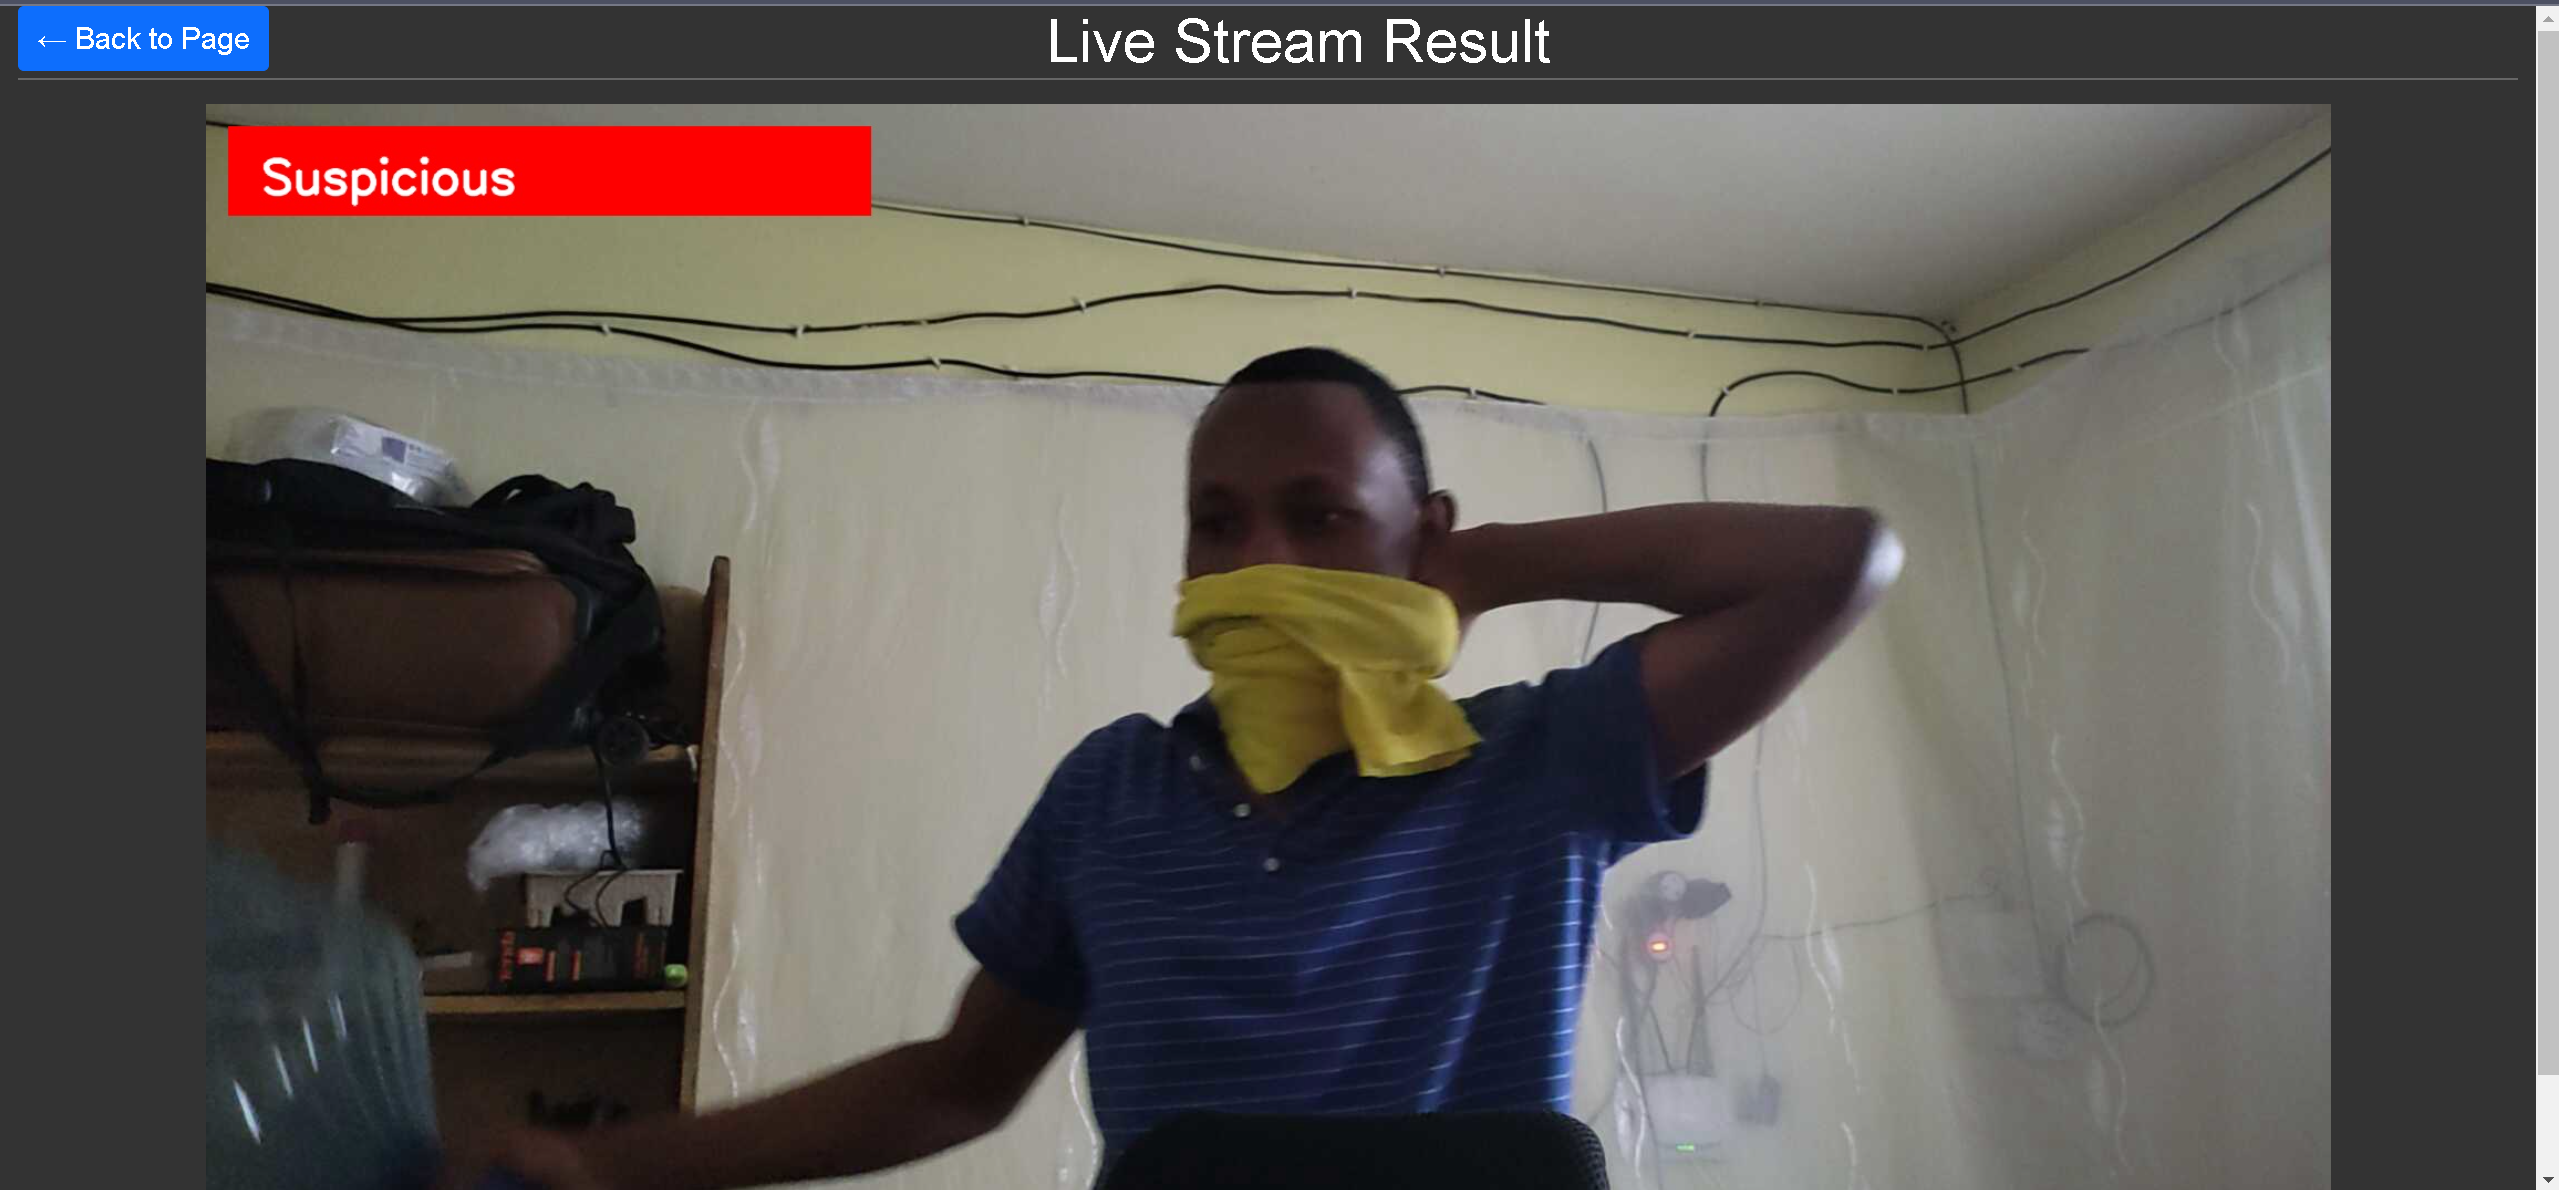 ← Back to Page
Live Stream Result
Suspicious